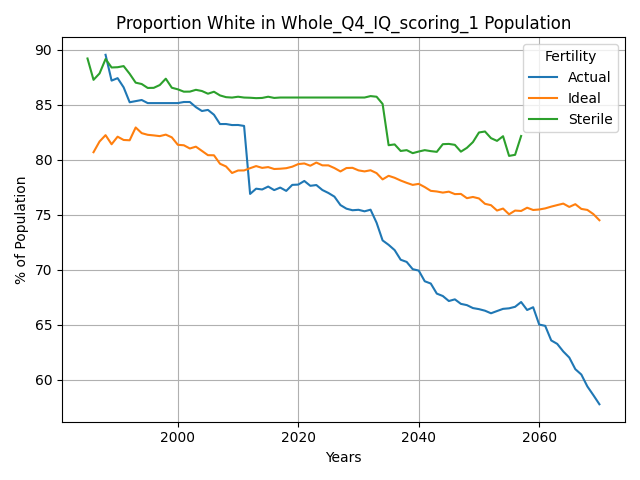 Proportion White in Whole_Q4_IQ_scoring_1 Population
% of Population
90
85
80
75
70
65
60
Fertility
Actual
Ideal
Sterile
2000
2020
2040
2060
Years